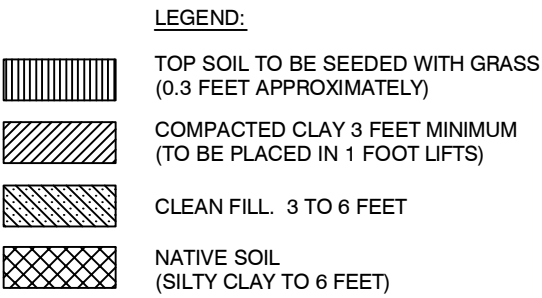 LEGEND:
TOP SOIL TO BE SEEDED WITH GRASS
(0.3 FEET APPROXIMATELY)
COMPACTED CLAY 3 FEET MINIMUM
(TO BE PLACED IN 1 FOOT LIFTS)
CLEAN FILL. 3 TO 6 FEET
NATIVE SOIL
(SILTY CLAY TO 6 FEET)